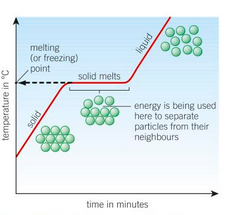 melting
(or freezing)
point
solid melts
liquid
solid
energy is being used
here to separate
particles from their
neighbours
temperature in °C
time in minutes